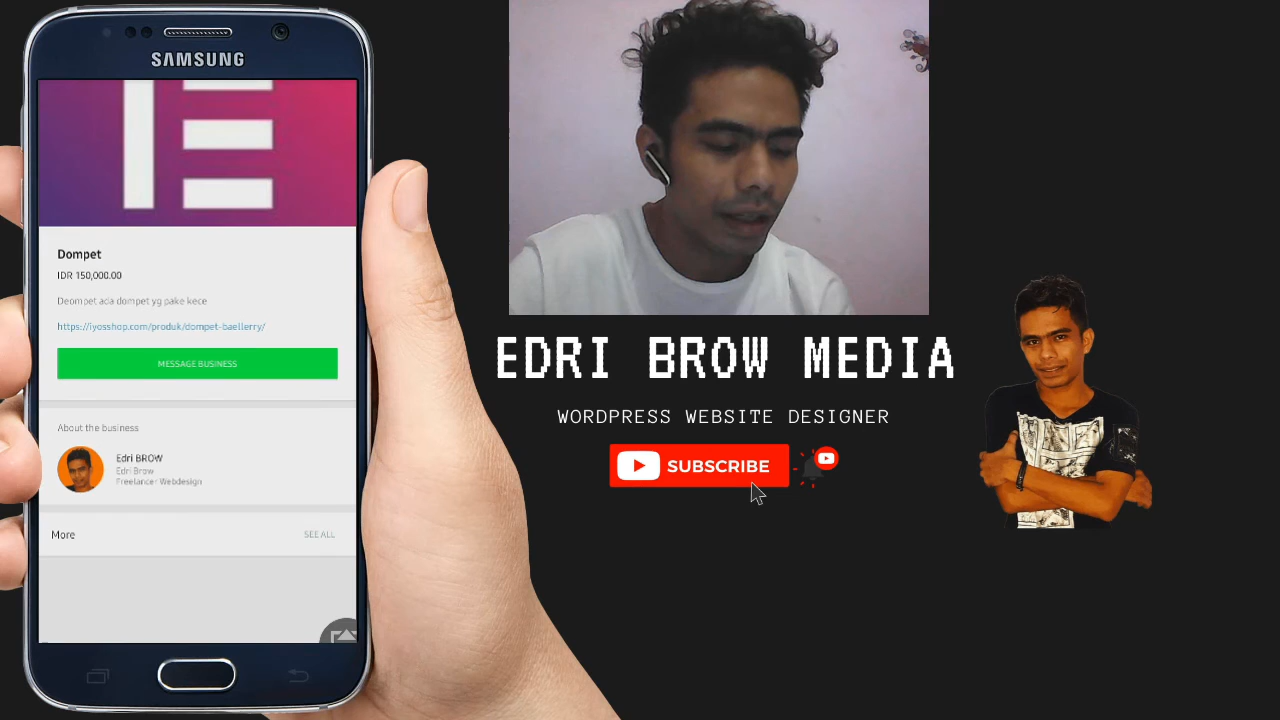 SAMSUNG
Dompet
IDR 150,000.00
Deompet ada dompet yg pake kece
https://iyosshop.com/produk/dompet-baellerry/
MESSAGE BUSINESS
About the business
Edri BROW
Edri Brow
Freelancer Webdesign
More
SEE ALL
EDRI BROW MEDIA
WORDPRESS WEBSITE DESIGNER
SUBSCRIBE